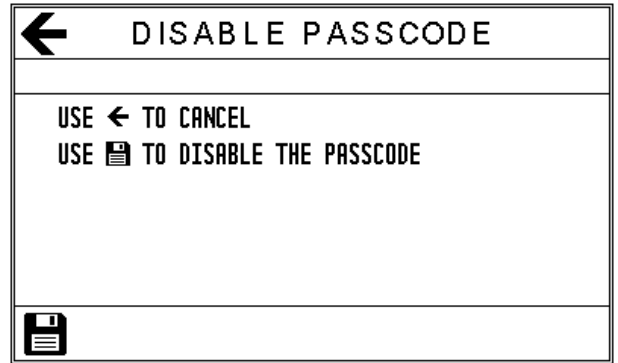 DISABLE PASSCODE
USE ← TO CANCEL
USE 💾 TO DISABLE THE PASSCODE